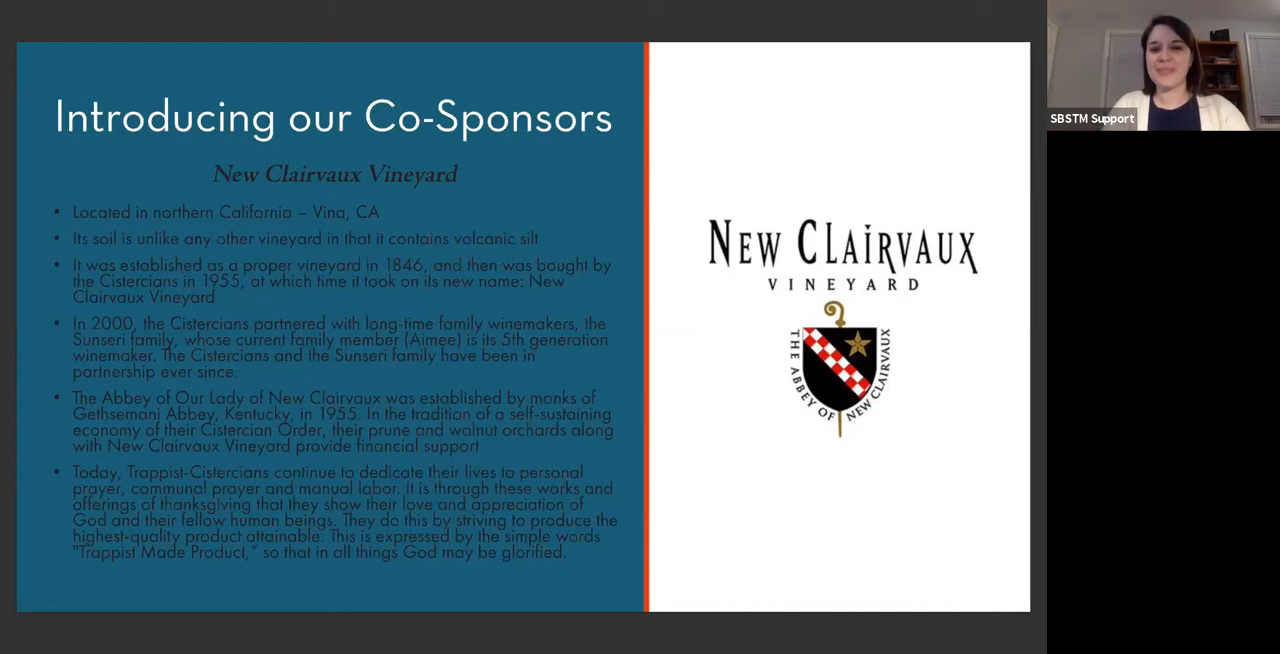 Introducing our Co-Sponsors
New Clairvaux Vineyard
• Located in northern California – Vina, CA
• Its soil is unlike any other vineyard in that it contains volcanic silt
• It was established as a proper vineyard in 1846, and then was bought by
the Cistercians in 1955, at which time it took on its new name: New
Clairvaux Vineyard
• In 2000, the Cistercians partnered with long-time family winemakers, the
Sunseri family, whose current family member (Aimee) is its 5th generation
winemaker. The Cistercians and the Sunseri family have been in
partnership ever since.
• The Abbey of Our Lady of New Clairvaux was established by monks of
Gethsemani Abbey, Kentucky, in 1955. In the tradition of a self-sustaining
economy of their Cistercian Order, their prune and walnut orchards along
with New Clairvaux Vineyard provide financial support
• Today, Trappist-Cistercians continue to dedicate their lives to personal
prayer, communal prayer and manual labor. It is through these works and
offerings of thanksgiving that they show their love and appreciation of
God and their fellow human beings. They do this by striving to produce the
highest-quality product attainable. This is expressed by the simple words
"Trappist Made Product," so that in all things God may be glorified.
NEW CLAIRVAUX
VINEYARD
THE ABBEY OF NEW CLAIRVAUX
SBSTM Support